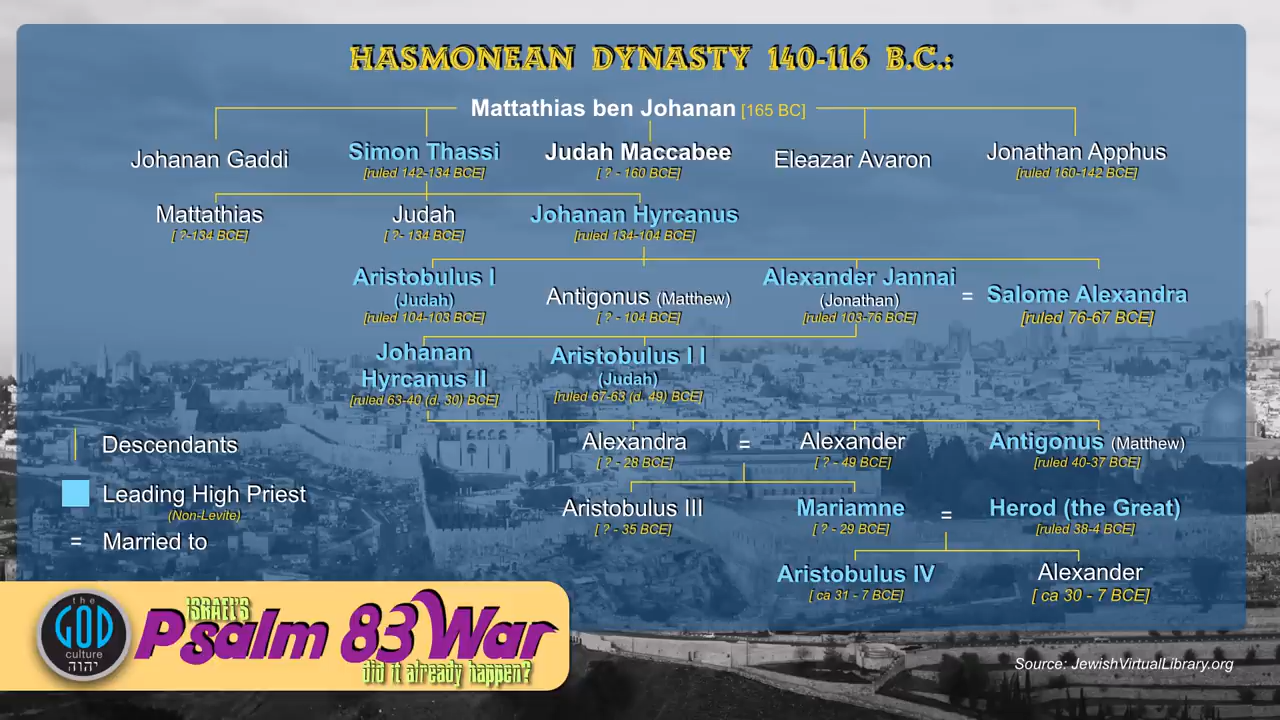 HASMONEAN DYNASTY 140-116 B.C.:
Mattathias ben Johanan [165 BC]
Johanan Gaddi
Simon Thassi
[ruled 142-134 BCE]
Judah Maccabee
[ ? - 160 BCE]
Eleazar Avaron
Jonathan Apphus
[ruled 160-142 BCE]
Mattathias
[ ?-134 BCE]
Judah
[ ?- 134 BCE]
Johanan Hyrcanus
[ruled 134-104 BCE]
Aristobulus I
(Judah)
[ruled 104-103 BCE]
Antigonus (Matthew)
[ ? - 104 BCE]
Alexander Jannai
(Jonathan)
[ruled 103-76 BCE]
=
Salome Alexandra
[ruled 76-67 BCE]
Johanan
Hyrcanus II
[ruled 63-40 (d. 30) BCE]
Aristobulus I I
(Judah)
[ruled 67-63 (d. 49) BCE]
Alexandra
[ ? - 28 BCE]
=
Alexander
[ ? - 49 BCE]
Antigonus (Matthew)
[ruled 40-37 BCE]
Aristobulus III
[ ? - 35 BCE]
Mariamne
[ ? - 29 BCE]
=
Herod (the Great)
[ruled 38-4 BCE]
Aristobulus IV
[ ca 31 - 7 BCE]
Alexander
[ ca 30 - 7 BCE]
Descendants
Leading High Priest
(Non-Levite)
= Married to
the
GOD
culture
יהוה
ISRAEL'S
Psalm 83 War
did it already happen?
Source: JewishVirtualLibrary.org